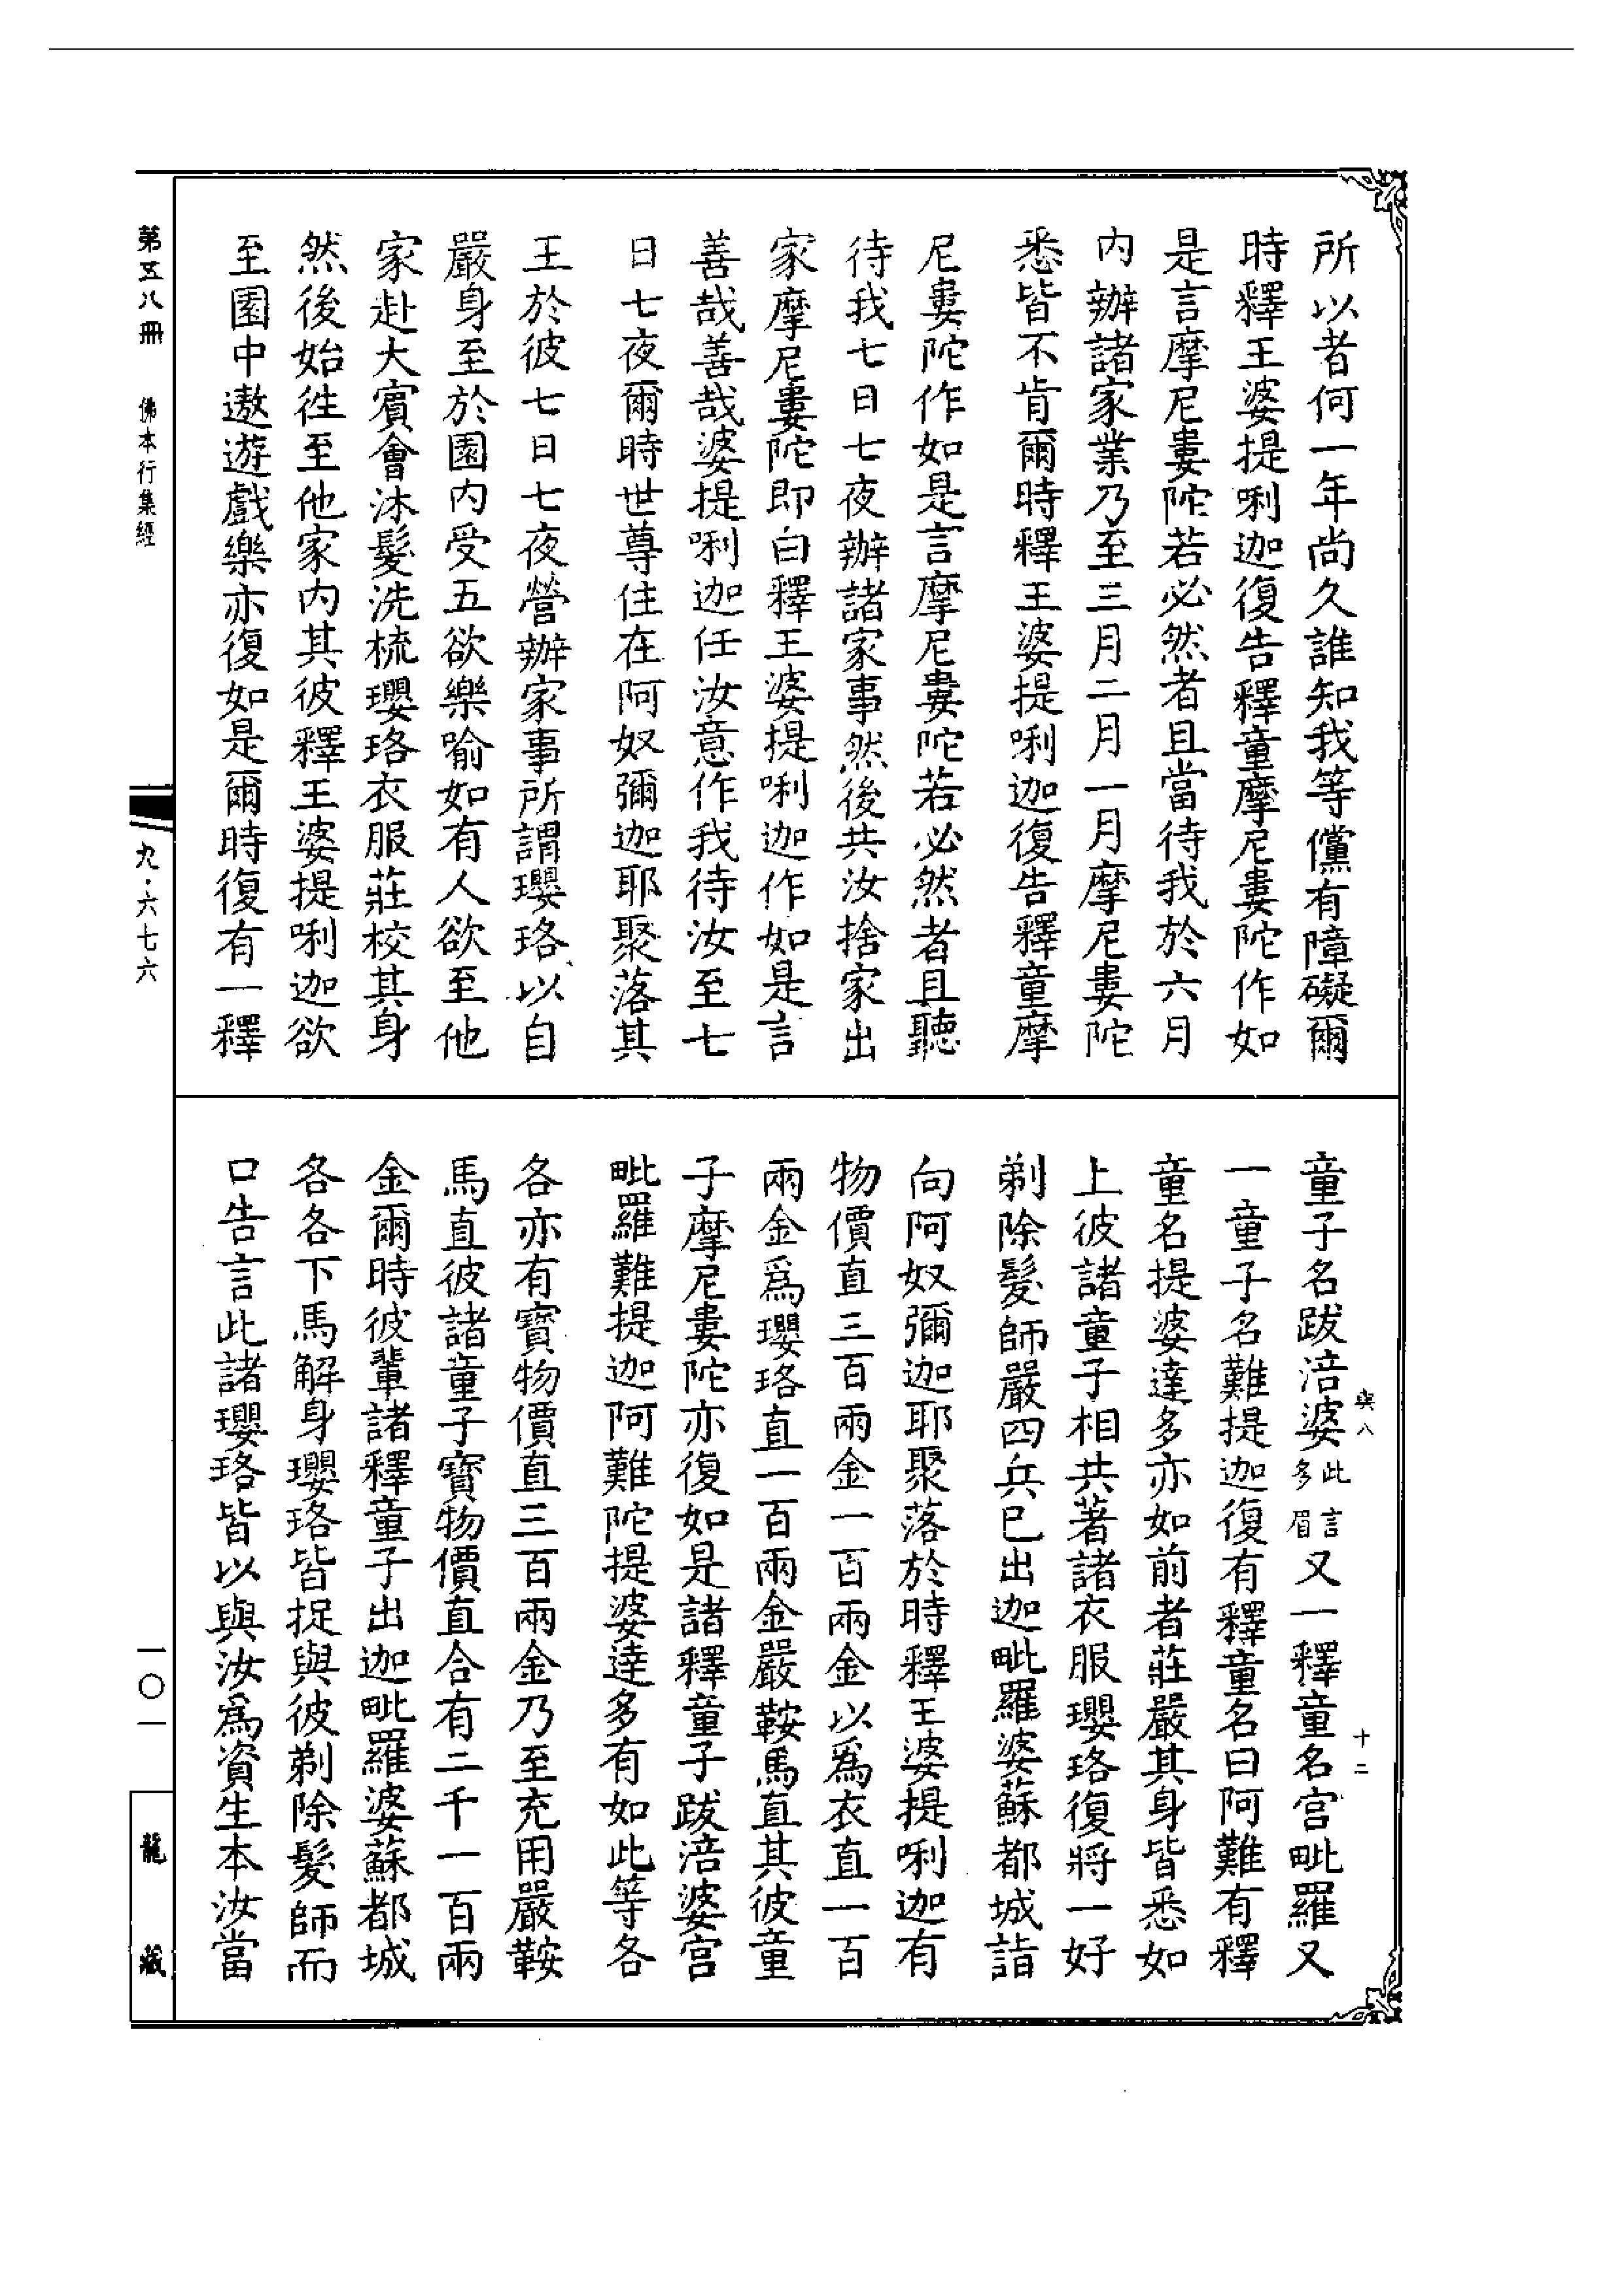 所以者何一年尚久誰知我等儻有障礙爾
時釋王婆提唎迦復告釋童摩尼婁陀作如
是言摩尼婁陀若必然者且當待我於六月
內辦諸家業乃至三月二月一月摩尼婁陀
悉皆不肯爾時釋王婆提唎迦復告釋童摩
尼婁陀作如是言摩尼婁陀若必然者且聽
待我七日七夜辦諸家事然後共汝捨家出
家摩尼婁陀即白釋王婆提唎迦作如是言
善哉善哉婆提唎迦任汝意作我待汝至七
日七夜爾時世尊住在阿奴彌迦耶聚落其
王於彼七日七夜營辦家事所謂瓔珞以自
嚴身至於園內受五欲樂喻如有人欲至他
家赴大賓會沐髮洗梳瓔珞衣服莊校其身
然後始往至他家內其彼釋王婆提唎迦欲
至園中遨遊戲樂亦復如是爾時復有一釋
童子名跋涪婆此言多眉又一釋童名宮毗羅又
一童子名難提迦復有釋童名曰阿難有釋
童名提婆達多亦如前者莊嚴其身皆悉如
上彼諸童子相共著諸衣服瓔珞復將一好
剃除髮師嚴四兵已出迦毗羅婆蘇都城詣
向阿奴彌迦耶聚落於時釋王婆提唎迦有
物價直三百兩金一百兩金以爲衣直一百
兩金爲瓔珞直一百兩金嚴鞍馬直其彼童
子摩尼婁陀亦復如是諸釋童子跋涪婆宮
毗羅難提迦阿難陀提婆達多有如此等各
各亦有寶物價直三百兩金乃至充用嚴鞍
馬直彼諸童子寶物價直合有二千一百兩
金爾時彼輩諸釋童子出迦毗羅婆蘇都城
各各下馬解身瓔珞皆捉與彼剃除髮師而
口告言此諸瓔珞皆以與汝爲資生本汝當
八
十二
第五八冊
佛本行集經
九·六七六
一〇一
龍藏